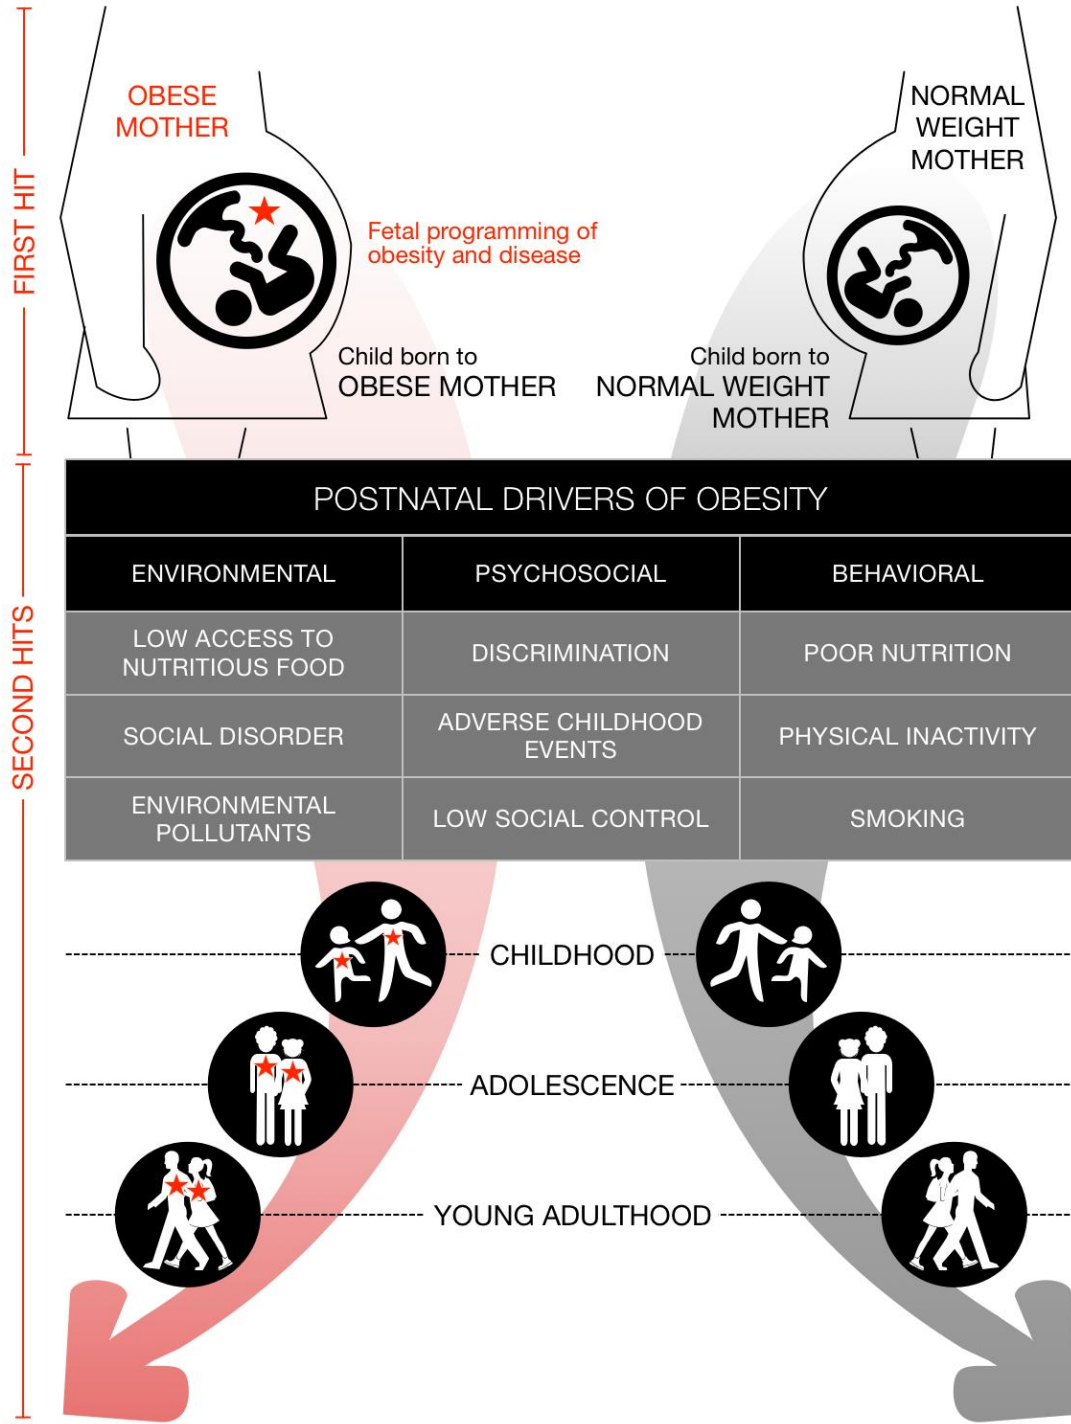 OBESE
MOTHER
NORMAL
WEIGHT
MOTHER
FIRST HIT
Fetal programming of
obesity and disease
Child born to
OBESE MOTHER
Child born to
NORMAL WEIGHT
MOTHER
SECOND HITS
POSTNATAL DRIVERS OF OBESITY
ENVIRONMENTAL
PSYCHOSOCIAL
BEHAVIORAL
LOW ACCESS TO
NUTRITIOUS FOOD
DISCRIMINATION
POOR NUTRITION
SOCIAL DISORDER
ADVERSE CHILDHOOD
EVENTS
PHYSICAL INACTIVITY
ENVIRONMENTAL
POLLUTANTS
LOW SOCIAL CONTROL
SMOKING
CHILDHOOD
ADOLESCENCE
YOUNG ADULTHOOD